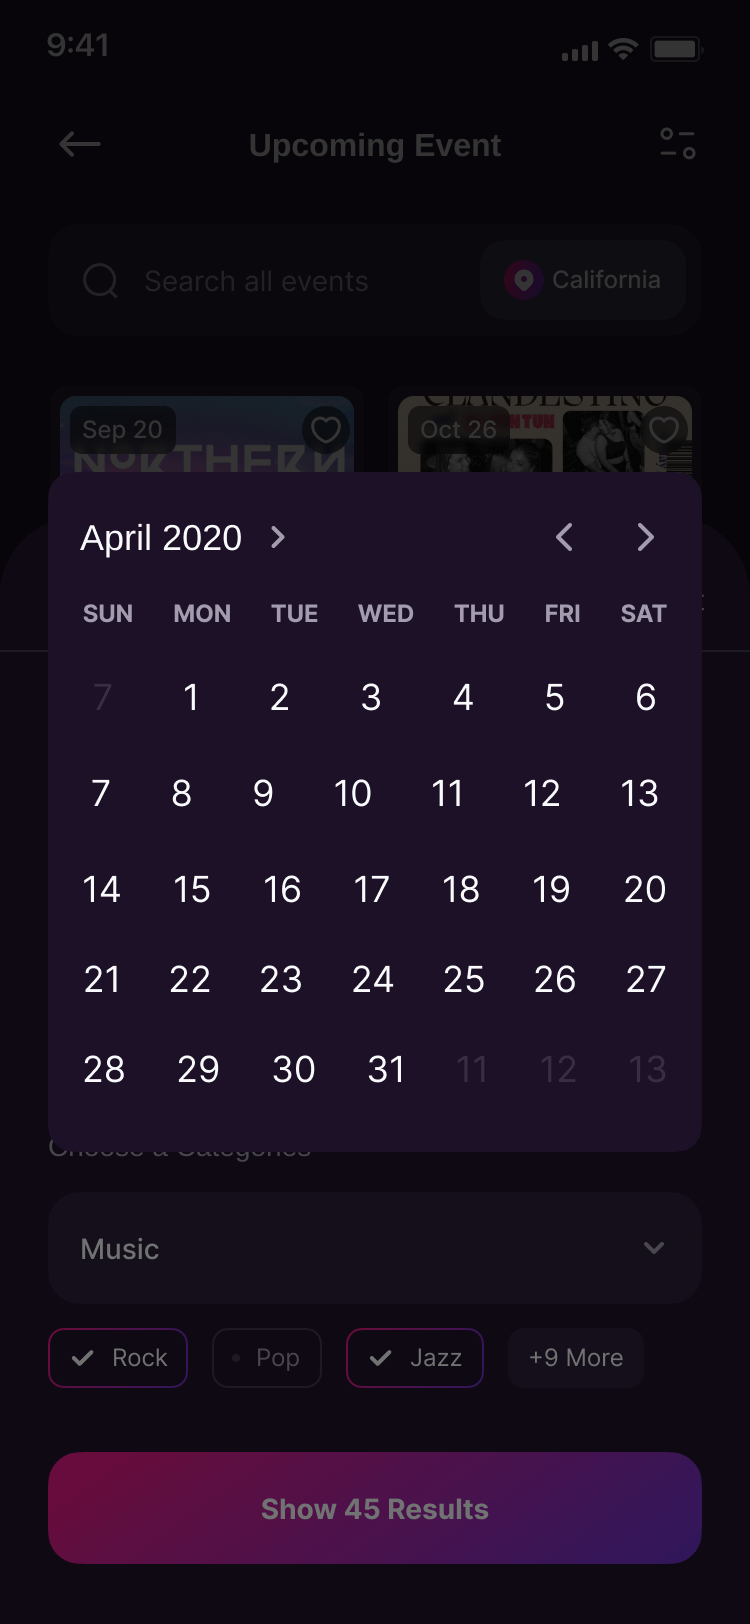 9:41
Upcoming Event
Search all events
California
Sep 20
Oct 26
CLANDESTINO
NORTHERN
April 2020
SUN MON TUE WED THU FRI SAT
7 1 2 3 4 5 6
7 8 9 10 11 12 13
14 15 16 17 18 19 20
21 22 23 24 25 26 27
28 29 30 31 11 12 13
Choose a Categories
Music
Rock Pop Jazz +9 More
Show 45 Results